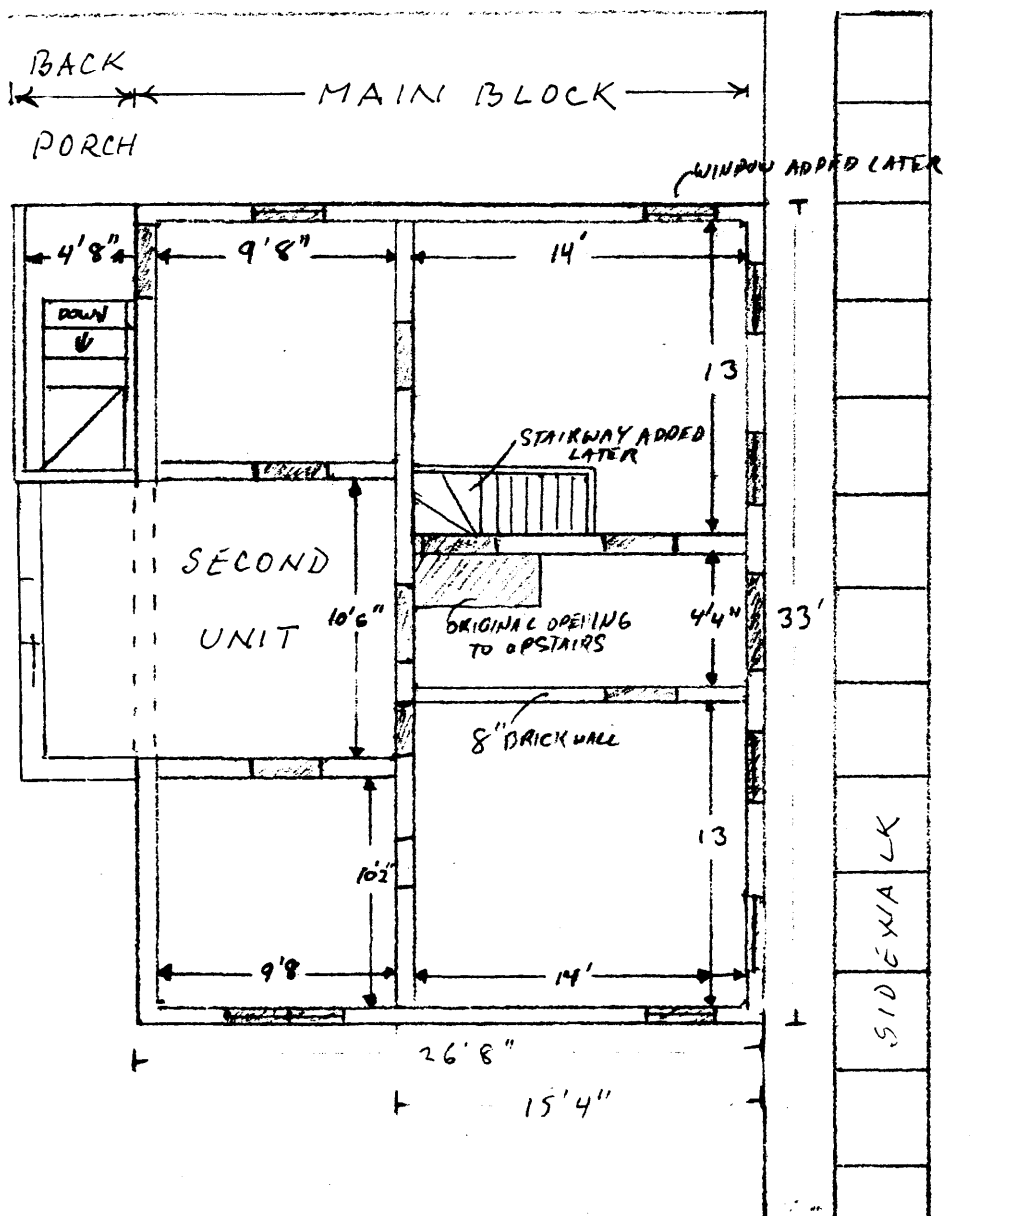 BACK
PORCH
MAIN BLOCK
WINDOW ADDED LATER
4'8"
9'8"
14'
DOWN
13
STAIRWAY ADDED
LATER
SECOND
UNIT
10'6"
ORIGINAL OPENING
TO UPSTAIRS
4'4"
33'
8" BRICK WALL
13
10'2"
9'8
14'
SIDEWALK
26'8"
15'4"